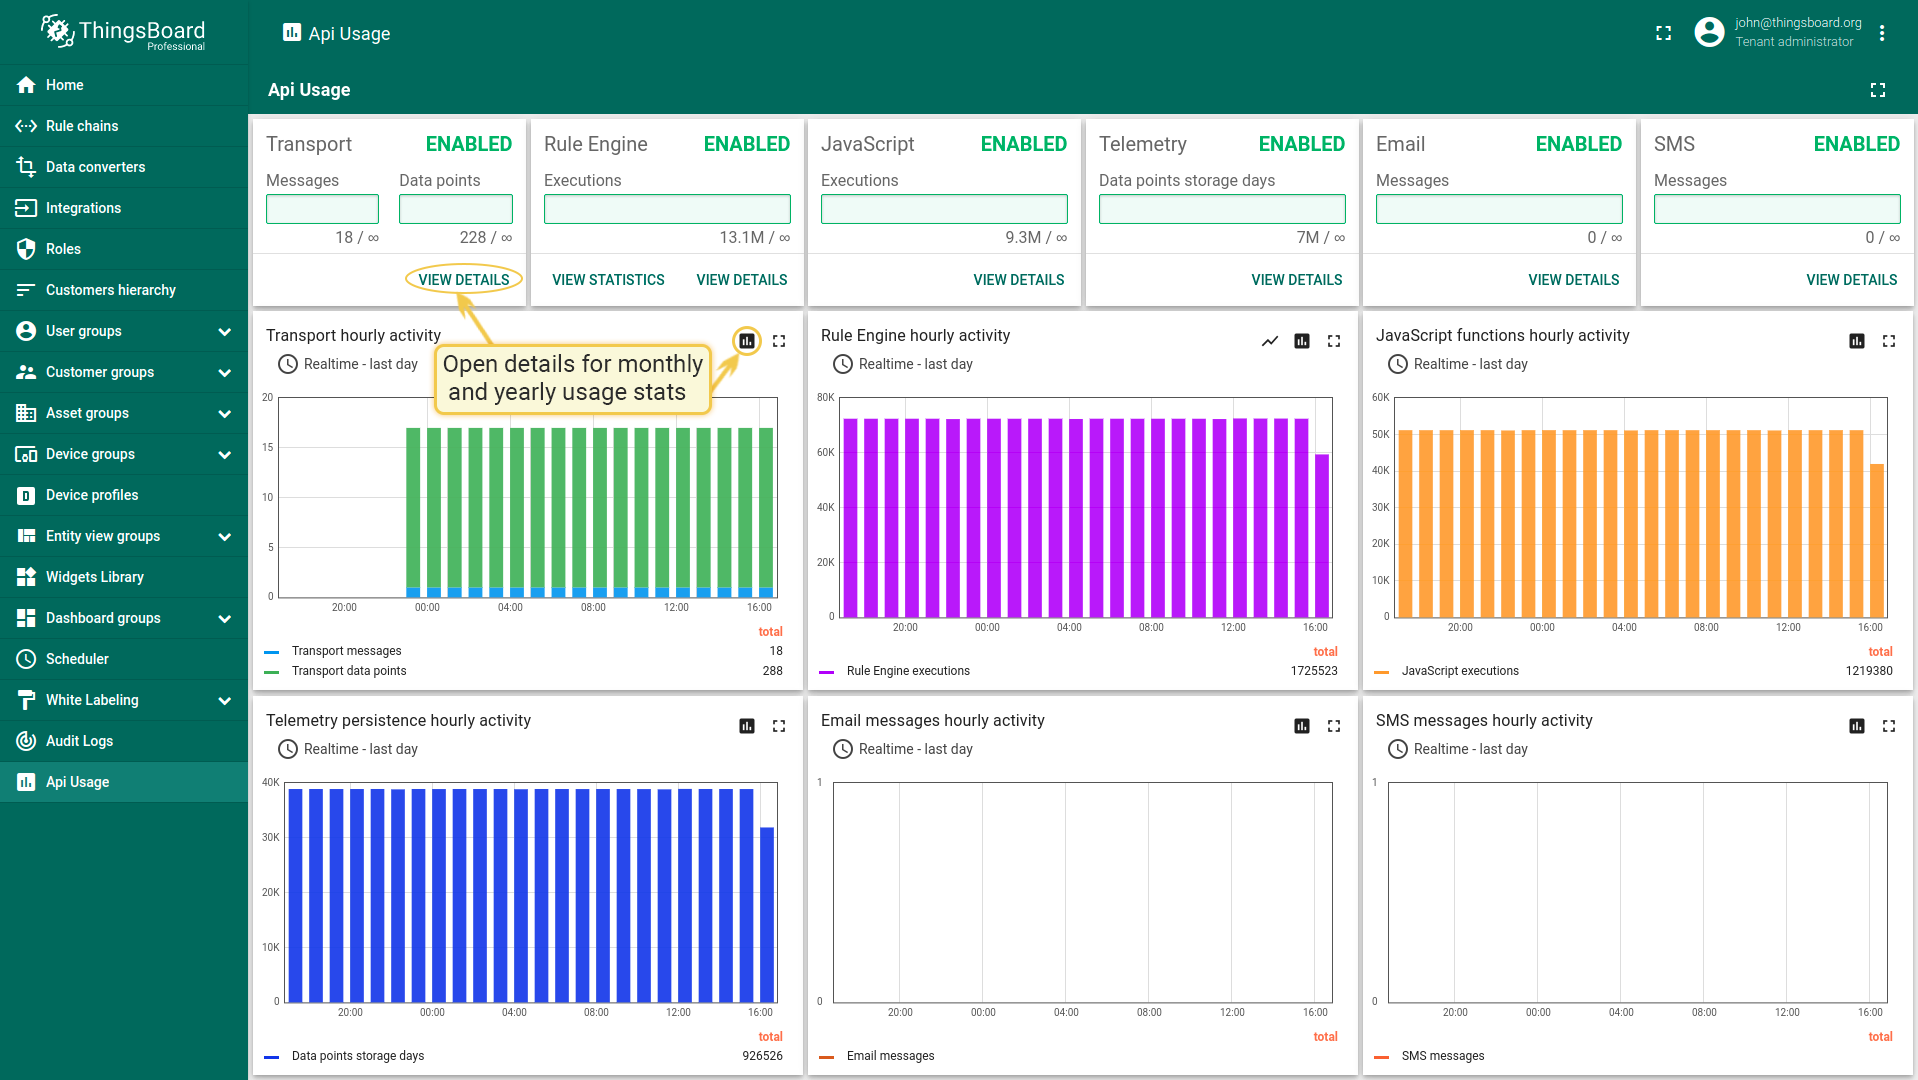 ThingsBoard
Professional
Home
Rule chains
Data converters
Integrations
Roles
Customers hierarchy
User groups
Customer groups
Asset groups
Device groups
Device profiles
Entity view groups
Widgets Library
Dashboard groups
Scheduler
White Labeling
Audit Logs
Api Usage
Api Usage
john@thingsboard.org
Tenant administrator
Api Usage
Transport ENABLED
Messages Data points
18 / ∞ 228 / ∞
VIEW DETAILS
Rule Engine ENABLED
Executions
13.1M / ∞
VIEW STATISTICS VIEW DETAILS
JavaScript ENABLED
Executions
9.3M / ∞
VIEW DETAILS
Telemetry ENABLED
Data points storage days
7M / ∞
VIEW DETAILS
Email ENABLED
Messages
0 / ∞
VIEW DETAILS
SMS ENABLED
Messages
0 / ∞
VIEW DETAILS
Open details for monthly
and yearly usage stats
Transport hourly activity
Realtime - last day
20
15
10
5
0
20:00 00:00 04:00 08:00 12:00 16:00
total
Transport messages 18
Transport data points 288
Rule Engine hourly activity
Realtime - last day
80K
60K
40K
20K
0
20:00 00:00 04:00 08:00 12:00 16:00
total
Rule Engine executions 1725523
JavaScript functions hourly activity
Realtime - last day
60K
50K
40K
30K
20K
10K
0
20:00 00:00 04:00 08:00 12:00 16:00
total
JavaScript executions 1219380
Telemetry persistence hourly activity
Realtime - last day
40K
30K
20K
10K
0
20:00 00:00 04:00 08:00 12:00 16:00
total
Data points storage days 926526
Email messages hourly activity
Realtime - last day
1
0
20:00 00:00 04:00 08:00 12:00 16:00
total
Email messages
SMS messages hourly activity
Realtime - last day
1
0
20:00 00:00 04:00 08:00 12:00 16:00
total
SMS messages